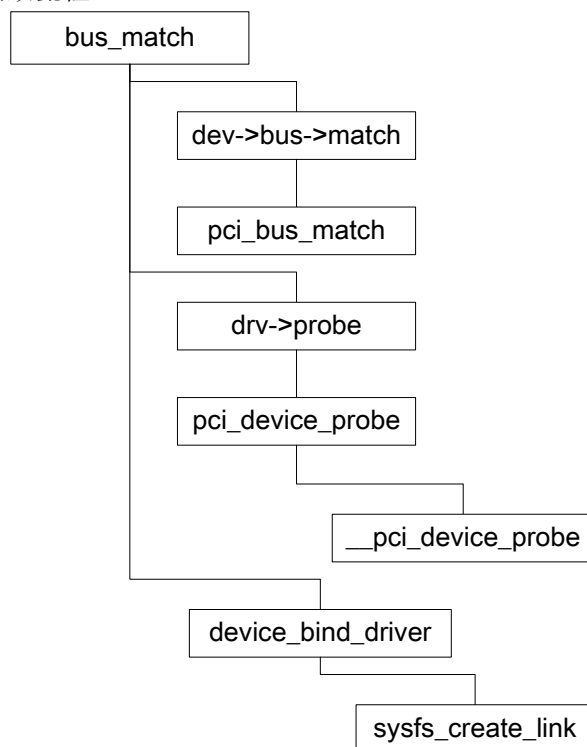 bus_match
dev->bus->match
pci_bus_match
drv->probe
pci_device_probe
__pci_device_probe
device_bind_driver
sysfs_create_link